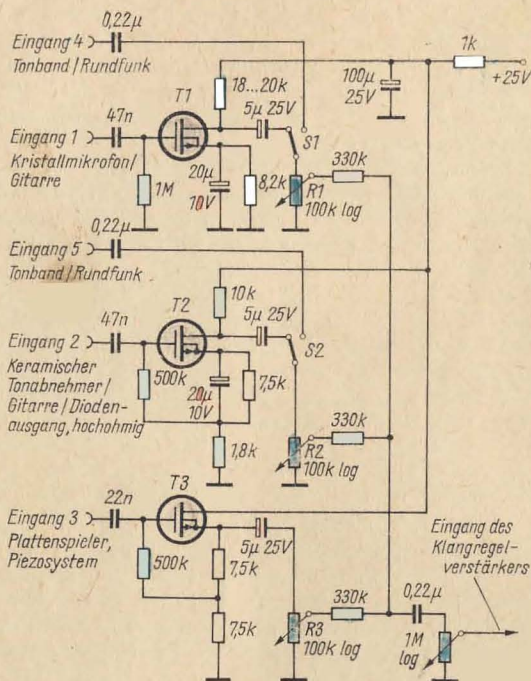 0,22µ
Eingang 4
Tonband/Rundfunk
1k
+25V
100µ
25V
18...20k
T1
5µ 25V
47n
S1
Eingang 1
Kristallmikrofon/
Gitarre
1M
20µ
10V
8,2k
R1
100k log
330k
0,22µ
Eingang 5
Tonband/Rundfunk
10k
T2
5µ 25V
47n
S2
Eingang 2
Keramischer
Tonabnehmer/
Gitarre/Dioden-
ausgang, hochohmig
500k
20µ
10V
7,5k
1,8k
R2
100k log
330k
T3
22n
Eingang 3
Plattenspieler,
Piezosystem
500k
7,5k
5µ 25V
7,5k
R3
100k log
330k
0,22µ
1M
log
Eingang des
Klangregel-
verstärkers